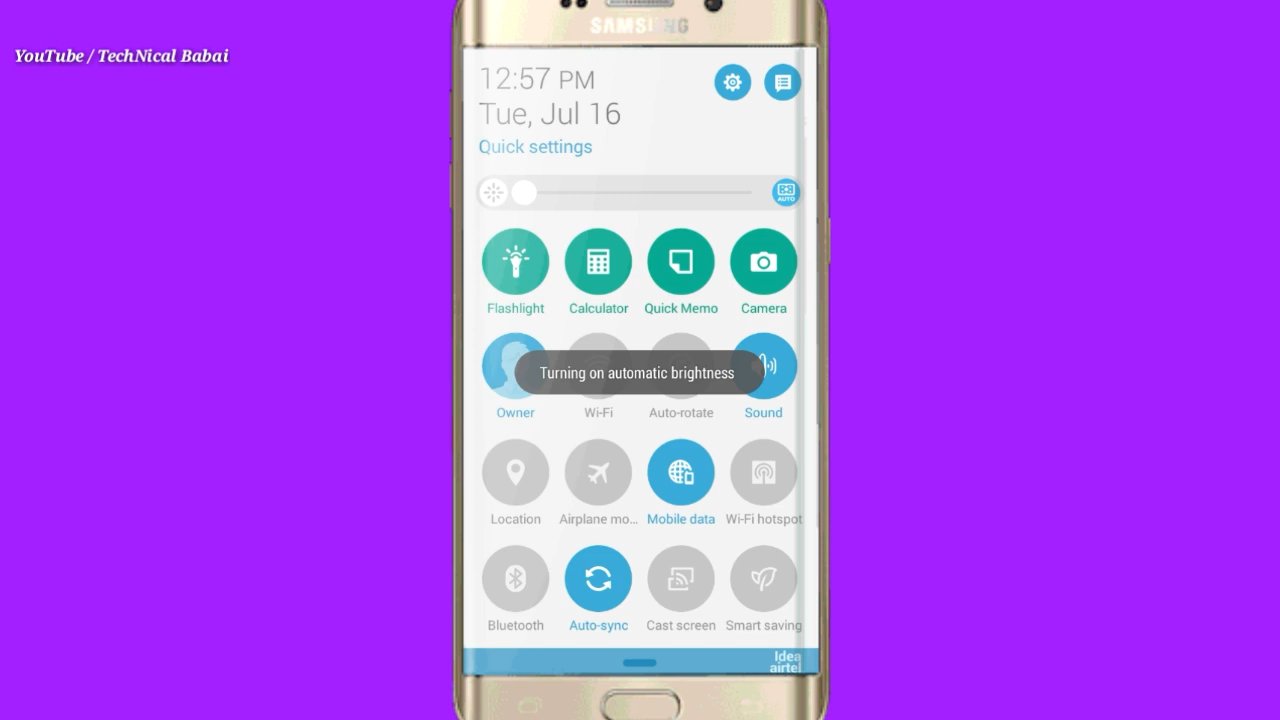 YouTube / TechNical Babai
SAMSUNG
12:57 PM
Tue, Jul 16
Quick settings
AUTO
Flashlight
Calculator
Quick Memo
Camera
Turning on automatic brightness
Owner
Wi-Fi
Auto-rotate
Sound
Location
Airplane mo...
Mobile data
Wi-Fi hotspot
Bluetooth
Auto-sync
Cast screen
Smart saving
Idea
airtel